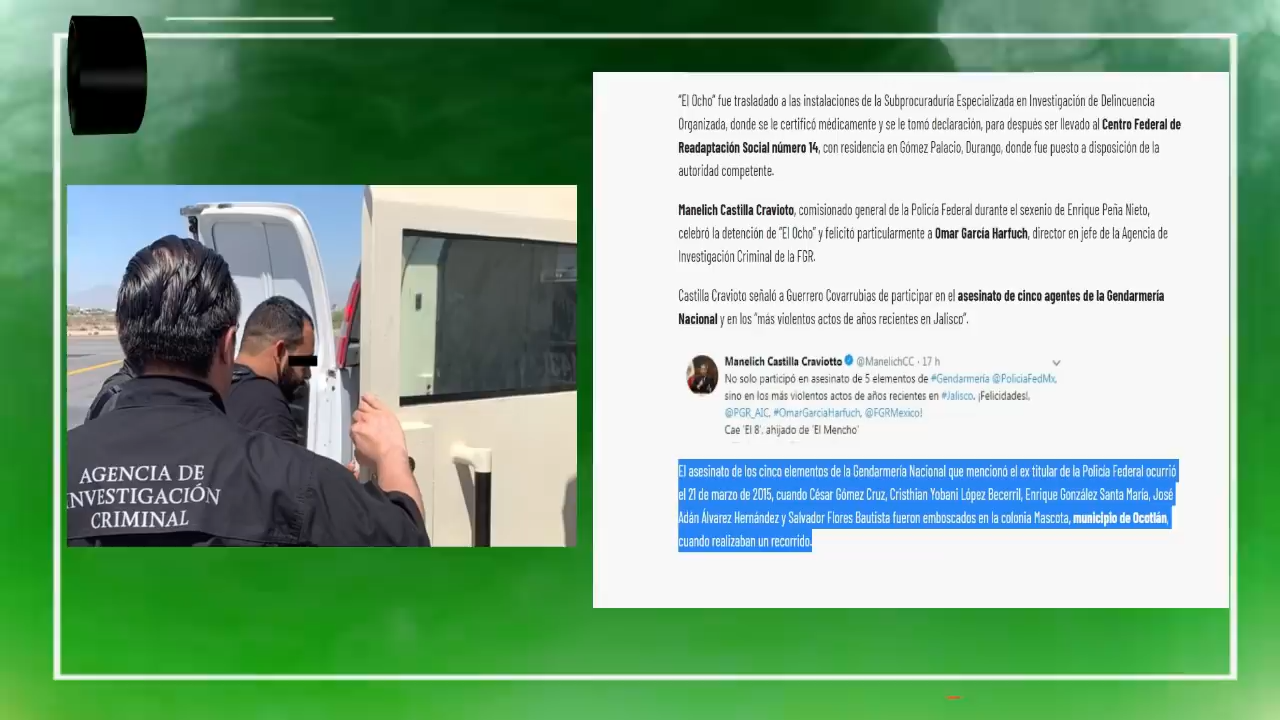 AGENCIA DE
INVESTIGACIÓN
CRIMINAL
“El Ocho” fue trasladado a las instalaciones de la Subprocuraduría Especializada en Investigación de Delincuencia
Organizada, donde se le certificó médicamente y se le tomó declaración, para después ser llevado al Centro Federal de
Readaptación Social número 14, con residencia en Gómez Palacio, Durango, donde fue puesto a disposición de la
autoridad competente.
Manelich Castilla Cravioto, comisionado general de la Policía Federal durante el sexenio de Enrique Peña Nieto,
celebró la detención de “El Ocho” y felicitó particularmente a Omar García Harfuch, director en jefe de la Agencia de
Investigación Criminal de la FGR.
Castilla Cravioto señaló a Guerrero Covarrubias de participar en el asesinato de cinco agentes de la Gendarmería
Nacional y en los “más violentos actos de años recientes en Jalisco”.
Manelich Castilla Craviotto @ManelichCC · 17 h
No solo participó en asesinato de 5 elementos de #Gendarmería @PoliciaFedMx,
sino en los más violentos actos de años recientes en #Jalisco. ¡Felicidades!,
@PGR_AIC, #OmarGarciaHarfuch, @FGRMexico!
Cae 'El 8', ahijado de 'El Mencho'
El asesinato de los cinco elementos de la Gendarmería Nacional que mencionó el ex titular de la Policía Federal ocurrió
el 21 de marzo de 2015, cuando César Gómez Cruz, Cristhian Yobani López Becerril, Enrique González Santa María, José
Adán Álvarez Hernández y Salvador Flores Bautista fueron emboscados en la colonia Mascota, municipio de Ocotlán,
cuando realizaban un recorrido.